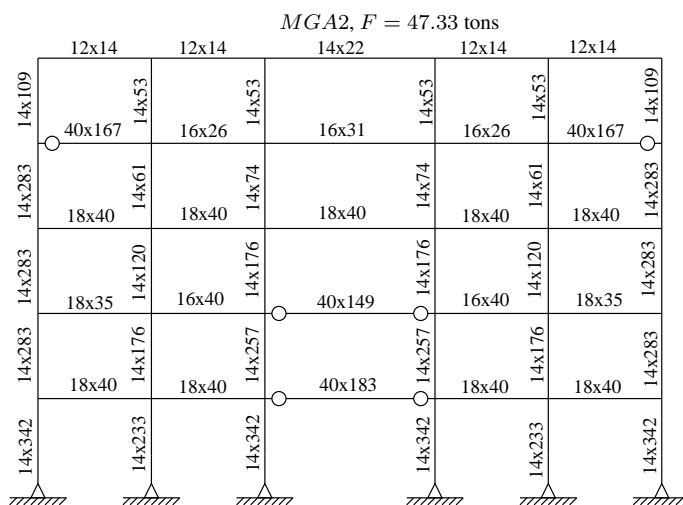 MGA2, F = 47.33 tons
12x14 12x14 14x22 12x14 12x14
14x109 14x53 14x53 14x53 14x53 14x109
40x167 16x26 16x31 16x26 40x167
14x283 14x61 14x74 14x74 14x61 14x283
18x40 18x40 18x40 18x40 18x40
14x283 14x120 14x176 14x176 14x120 14x283
18x35 16x40 40x149 16x40 18x35
14x283 14x176 14x257 14x257 14x176 14x283
18x40 18x40 40x183 18x40 18x40
14x342 14x233 14x342 14x342 14x233 14x342